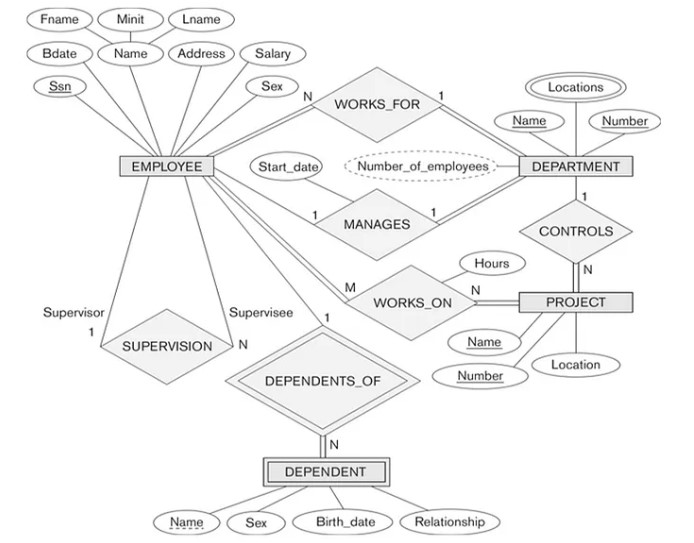 Fname
Minit
Lname
Bdate
Name
Address
Salary
Ssn
Sex
N
WORKS_FOR
1
Locations
Name
Number
EMPLOYEE
Start_date
Number_of_employees
DEPARTMENT
1
MANAGES
1
1
CONTROLS
N
Hours
M
WORKS_ON
N
PROJECT
Supervisor
1
SUPERVISION
Supervisee
N
1
Name
Number
Location
DEPENDENTS_OF
N
DEPENDENT
Name
Sex
Birth_date
Relationship